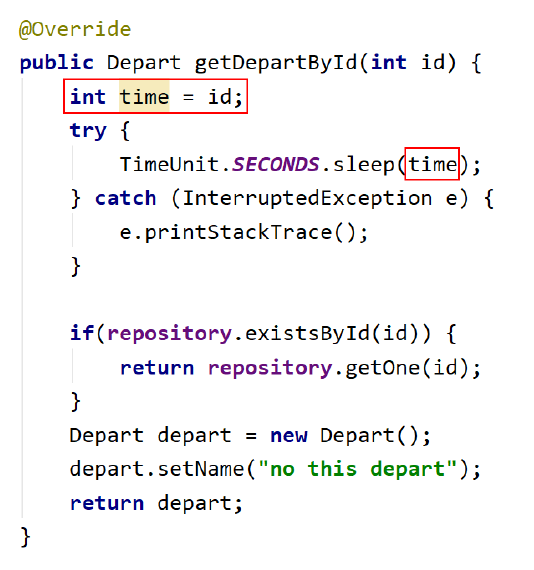 @Override
public Depart getDepartById(int id) {
    int time = id;
    try {
        TimeUnit.SECONDS.sleep(time);
    } catch (InterruptedException e) {
        e.printStackTrace();
    }

    if(repository.existsById(id)) {
        return repository.getOne(id);
    }
    Depart depart = new Depart();
    depart.setName("no this depart");
    return depart;
}